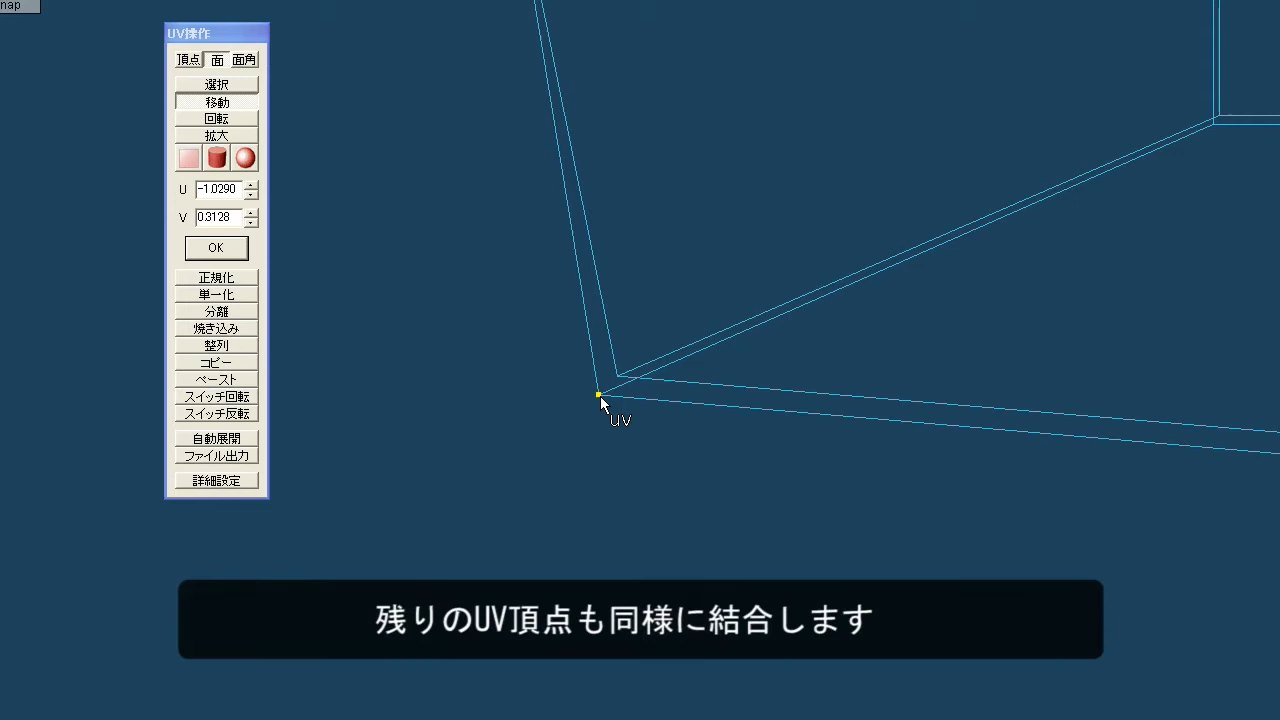 nap
UV操作
頂点 面 面角
選択
移動
回転
拡大
U -1.0290
V 0.3128
OK
正規化
単一化
分離
焼き込み
整列
コピー
ペースト
スイッチ回転
スイッチ反転
自動展開
ファイル出力
詳細設定
UV
残りのUV頂点も同様に結合します